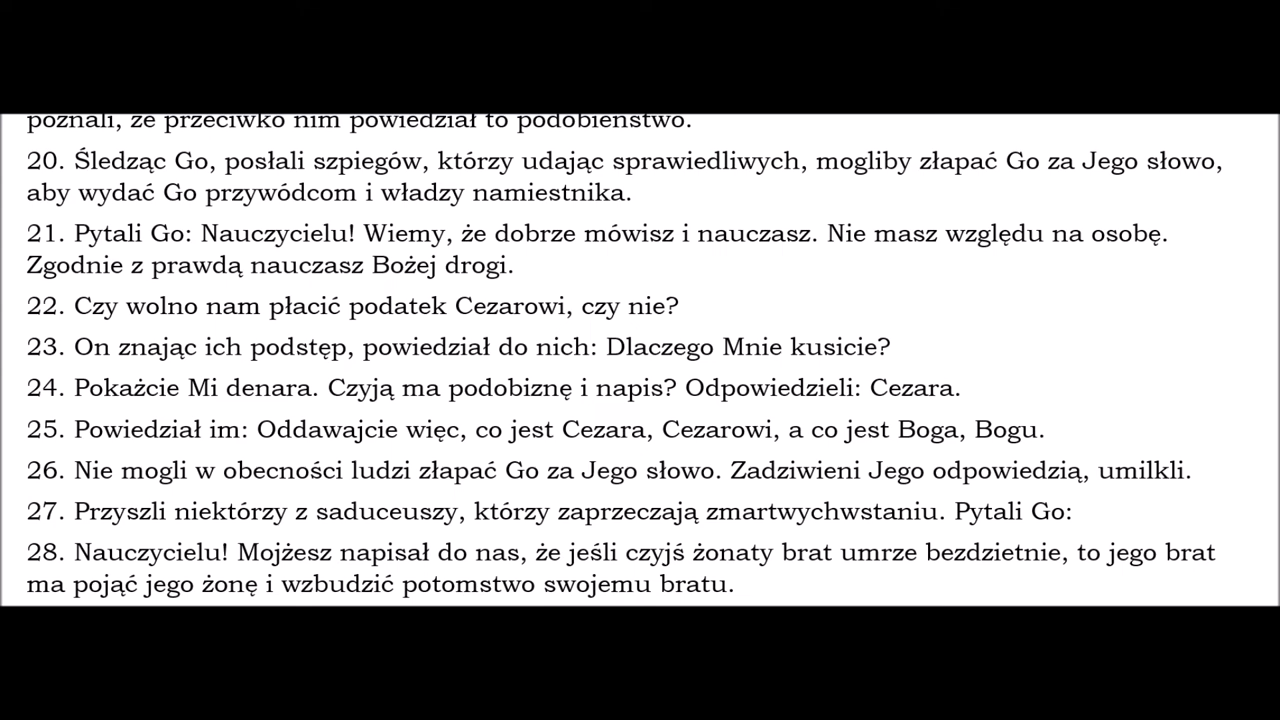 poznali, że przeciwko nim powiedział to podobieństwo.
20. Śledząc Go, posłali szpiegów, którzy udając sprawiedliwych, mogliby złapać Go za Jego słowo,
aby wydać Go przywódcom i władzy namiestnika.
21. Pytali Go: Nauczycielu! Wiemy, że dobrze mówisz i nauczasz. Nie masz względu na osobę.
Zgodnie z prawdą nauczasz Bożej drogi.
22. Czy wolno nam płacić podatek Cezarowi, czy nie?
23. On znając ich podstęp, powiedział do nich: Dlaczego Mnie kusicie?
24. Pokażcie Mi denara. Czyją ma podobiznę i napis? Odpowiedzieli: Cezara.
25. Powiedział im: Oddawajcie więc, co jest Cezara, Cezarowi, a co jest Boga, Bogu.
26. Nie mogli w obecności ludzi złapać Go za Jego słowo. Zadziwieni Jego odpowiedzią, umilkli.
27. Przyszli niektórzy z saduceuszy, którzy zaprzeczają zmartwychwstaniu. Pytali Go:
28. Nauczycielu! Mojżesz napisał do nas, że jeśli czyjś żonaty brat umrze bezdzietnie, to jego brat
ma pojąć jego żonę i wzbudzić potomstwo swojemu bratu.